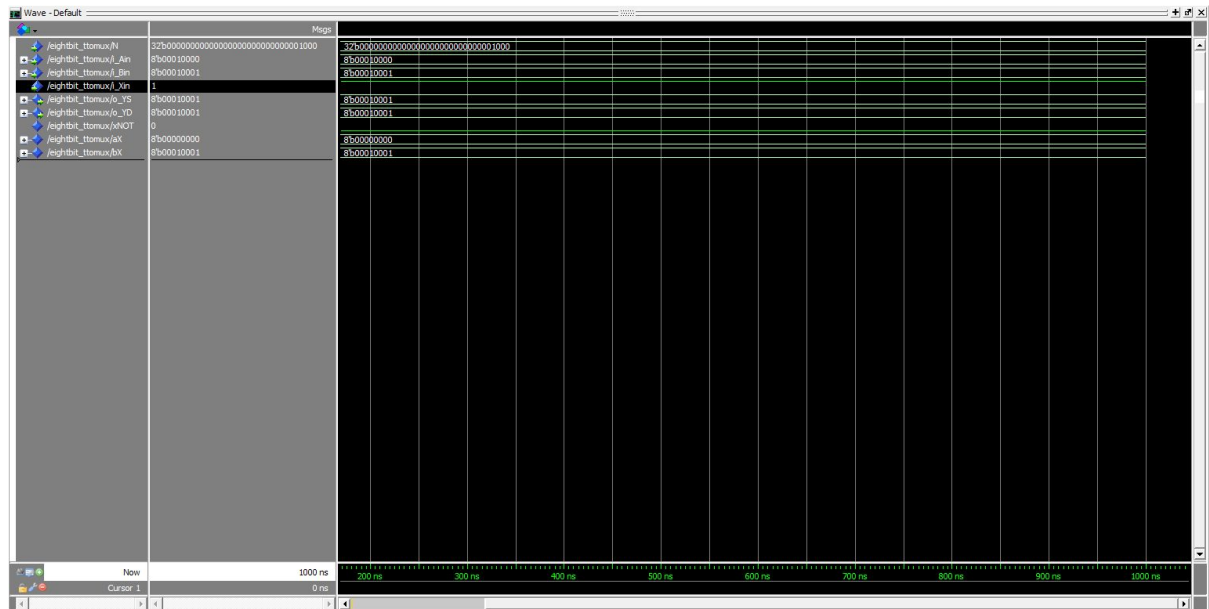 Wave - Default
Msgs
/eightbit_ttomux/N 32'b00000000000000000000000000001000 32'b00000000000000000000000000001000
/eightbit_ttomux/i_Ain 8'b00010000 8'b00010000
/eightbit_ttomux/i_Bin 8'b00010001 8'b00010001
/eightbit_ttomux/i_Xin 1
/eightbit_ttomux/o_YS 8'b00010001 8'b00010001
/eightbit_ttomux/o_YD 8'b00010001 8'b00010001
/eightbit_ttomux/xNOT 0
/eightbit_ttomux/aX 8'b00000000 8'b00000000
/eightbit_ttomux/bX 8'b00010001 8'b00010001
Now 1000 ns 200 ns 300 ns 400 ns 500 ns 600 ns 700 ns 800 ns 900 ns 1000 ns
Cursor 1 0 ns